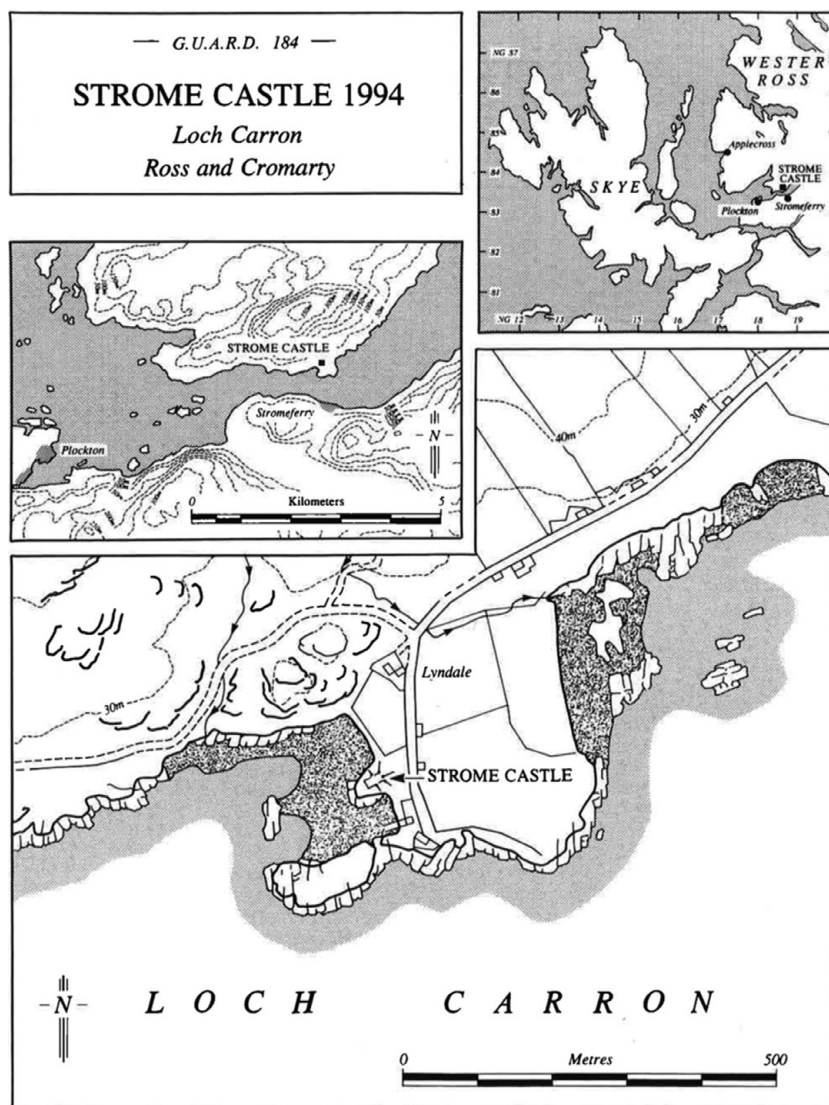 G.U.A.R.D. 184
STROME CASTLE 1994
Loch Carron
Ross and Cromarty
NG 87
86
85
84
83
82
81
NG 12
13
14
15
16
17
18
19
WESTER
ROSS
Applecross
STROME
CASTLE
SKYE
Plockton
Stromeferry
STROME CASTLE
Stromeferry
Plockton
N
0
Kilometers
5
30m
40m
30m
Lyndale
STROME CASTLE
N
LOCH CARRON
0
Metres
500